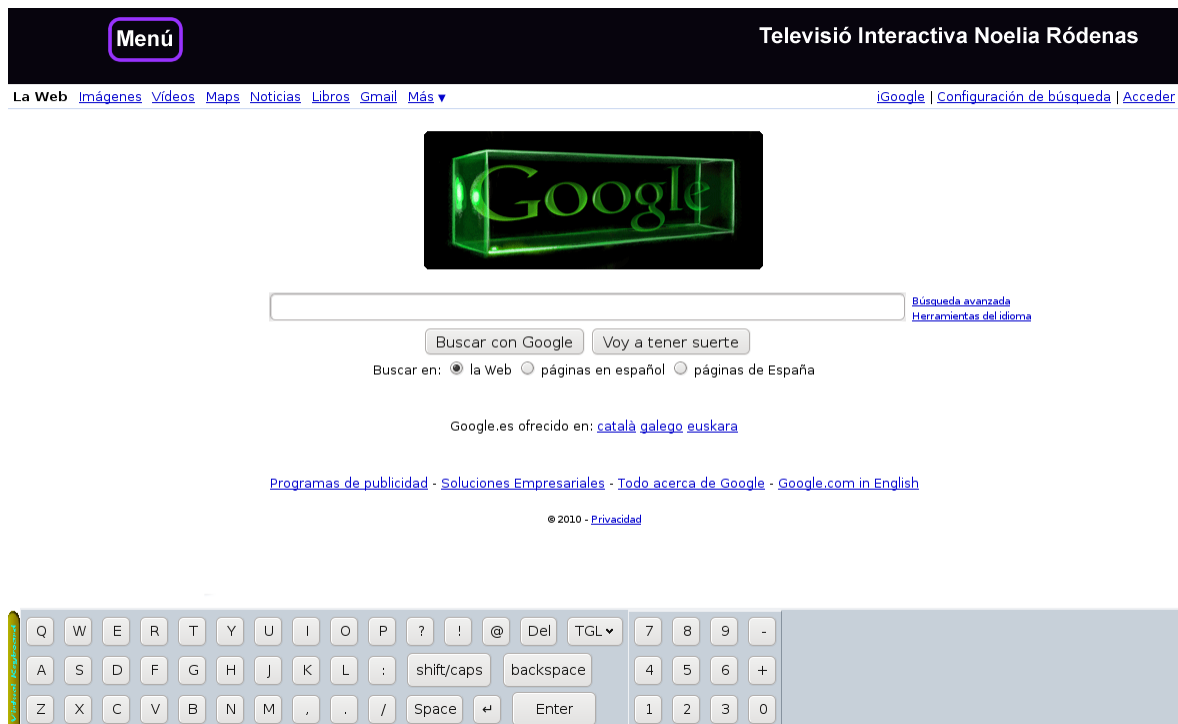 Menú
Televisió Interactiva Noelia Ródenas
La Web Imágenes Vídeos Maps Noticias Libros Gmail Más ▼
iGoogle | Configuración de búsqueda | Acceder
Google
Búsqueda avanzada
Herramientas del idioma
Buscar con Google Voy a tener suerte
Buscar en: la Web páginas en español páginas de España
Google.es ofrecido en: català galego euskara
Programas de publicidad - Soluciones Empresariales - Todo acerca de Google - Google.com in English
© 2010 - Privacidad
Virtual Keyboard
Q W E R T Y U I O P ? ! @ Del TGL 7 8 9 -
A S D F G H J K L : shift/caps backspace 4 5 6 +
Z X C V B N M , . / Space ↵ Enter 1 2 3 0